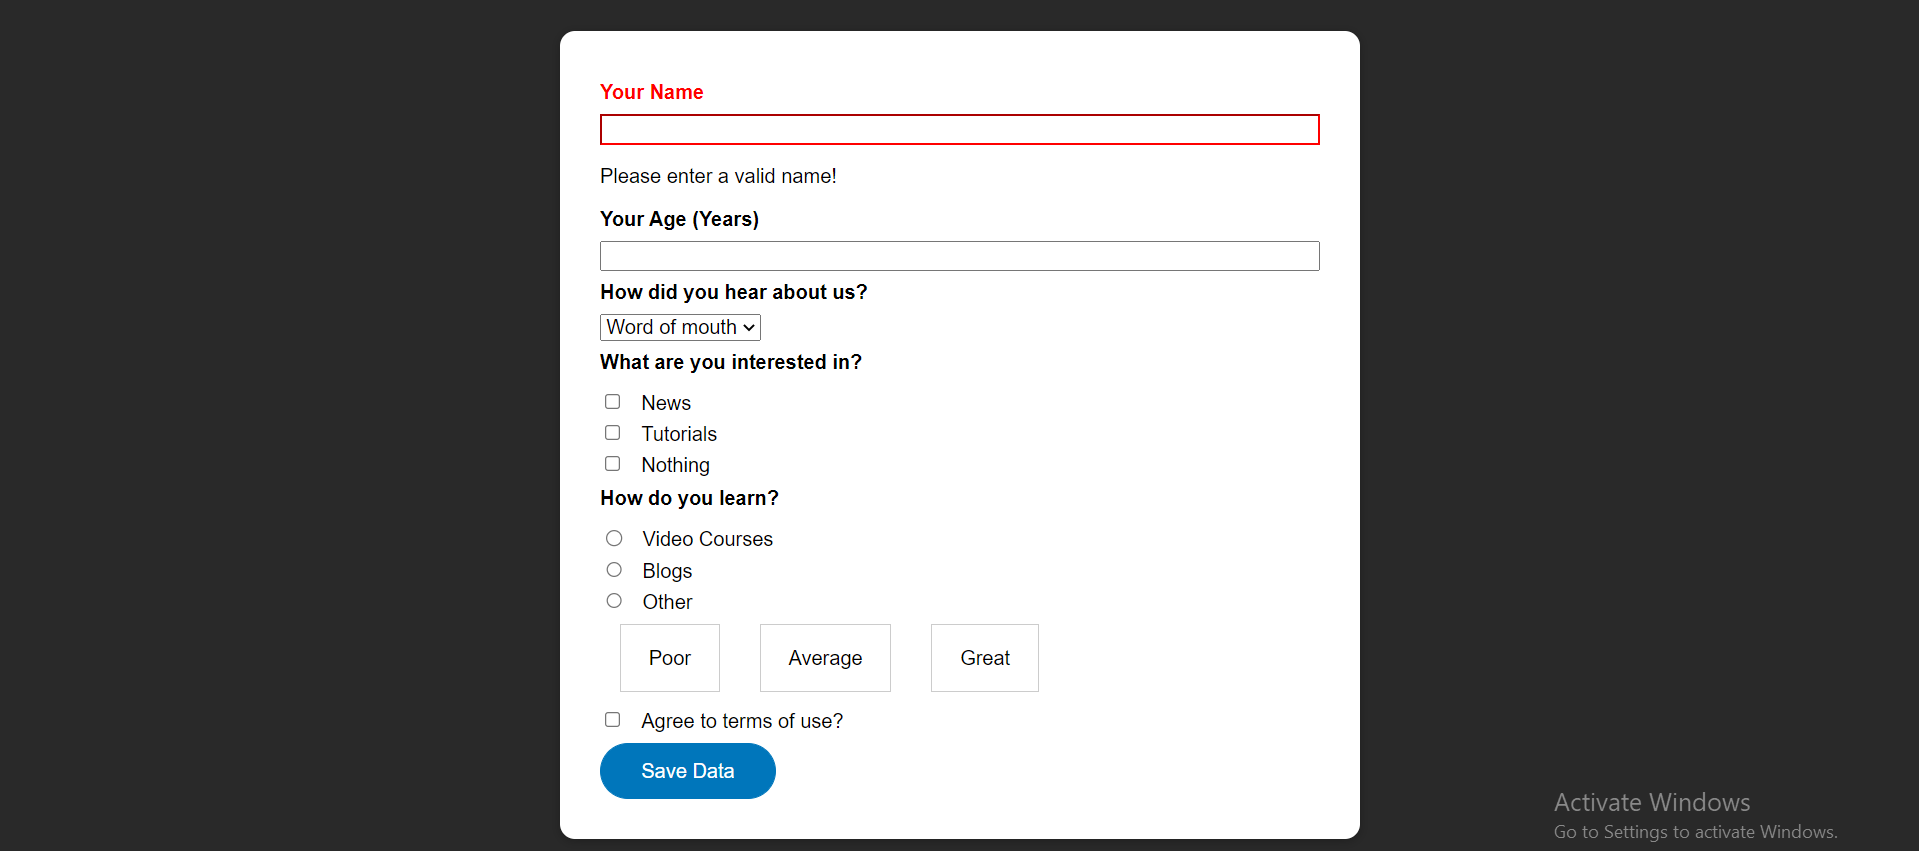 Your Name
Please enter a valid name!
Your Age (Years)
How did you hear about us?
Word of mouth
What are you interested in?
News
Tutorials
Nothing
How do you learn?
Video Courses
Blogs
Other
Poor Average Great
Agree to terms of use?
Save Data
Activate Windows
Go to Settings to activate Windows.